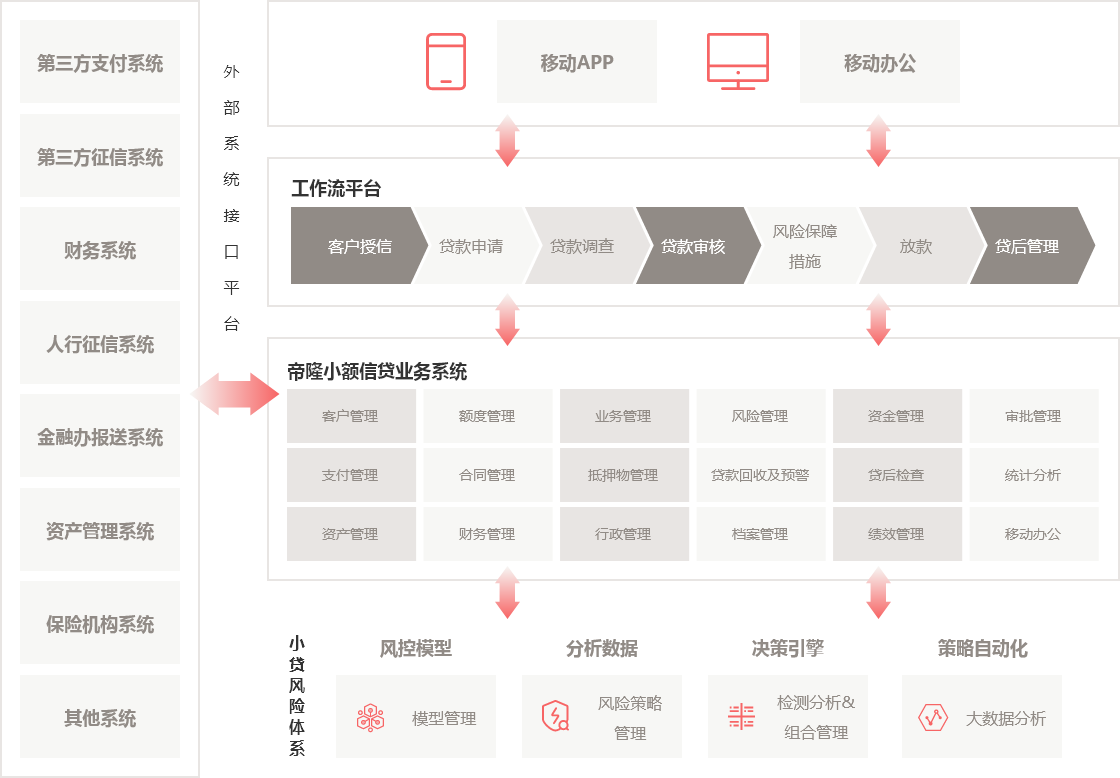 第三方支付系统
第三方征信系统
财务系统
人行征信系统
金融办报送系统
资产管理系统
保险机构系统
其他系统
外部系统接口平台
移动APP
移动办公
工作流平台
客户授信
贷款申请
贷款调查
贷款审核
风险保障
措施
放款
贷后管理
帝隆小额信贷业务系统
客户管理
额度管理
业务管理
风险管理
资金管理
审批管理
支付管理
合同管理
抵押物管理
贷款回收及预警
贷后检查
统计分析
资产管理
财务管理
行政管理
档案管理
绩效管理
移动办公
小贷风险体系
风控模型
分析数据
决策引擎
策略自动化
模型管理
风险策略
管理
检测分析&
组合管理
大数据分析